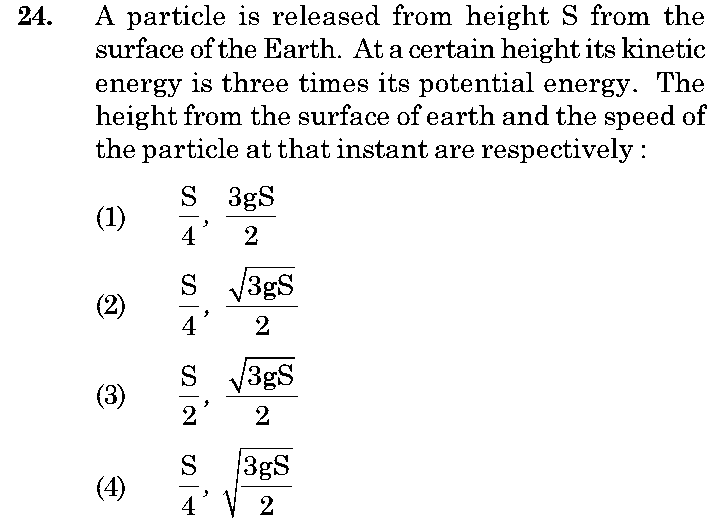 24. A particle is released from height S from the
surface of the Earth. At a certain height its kinetic
energy is three times its potential energy. The
height from the surface of earth and the speed of
the particle at that instant are respectively :
(1) S/4, 3gS/2
(2) S/4, √(3gS)/2
(3) S/2, √(3gS)/2
(4) S/4, √(3gS/2)